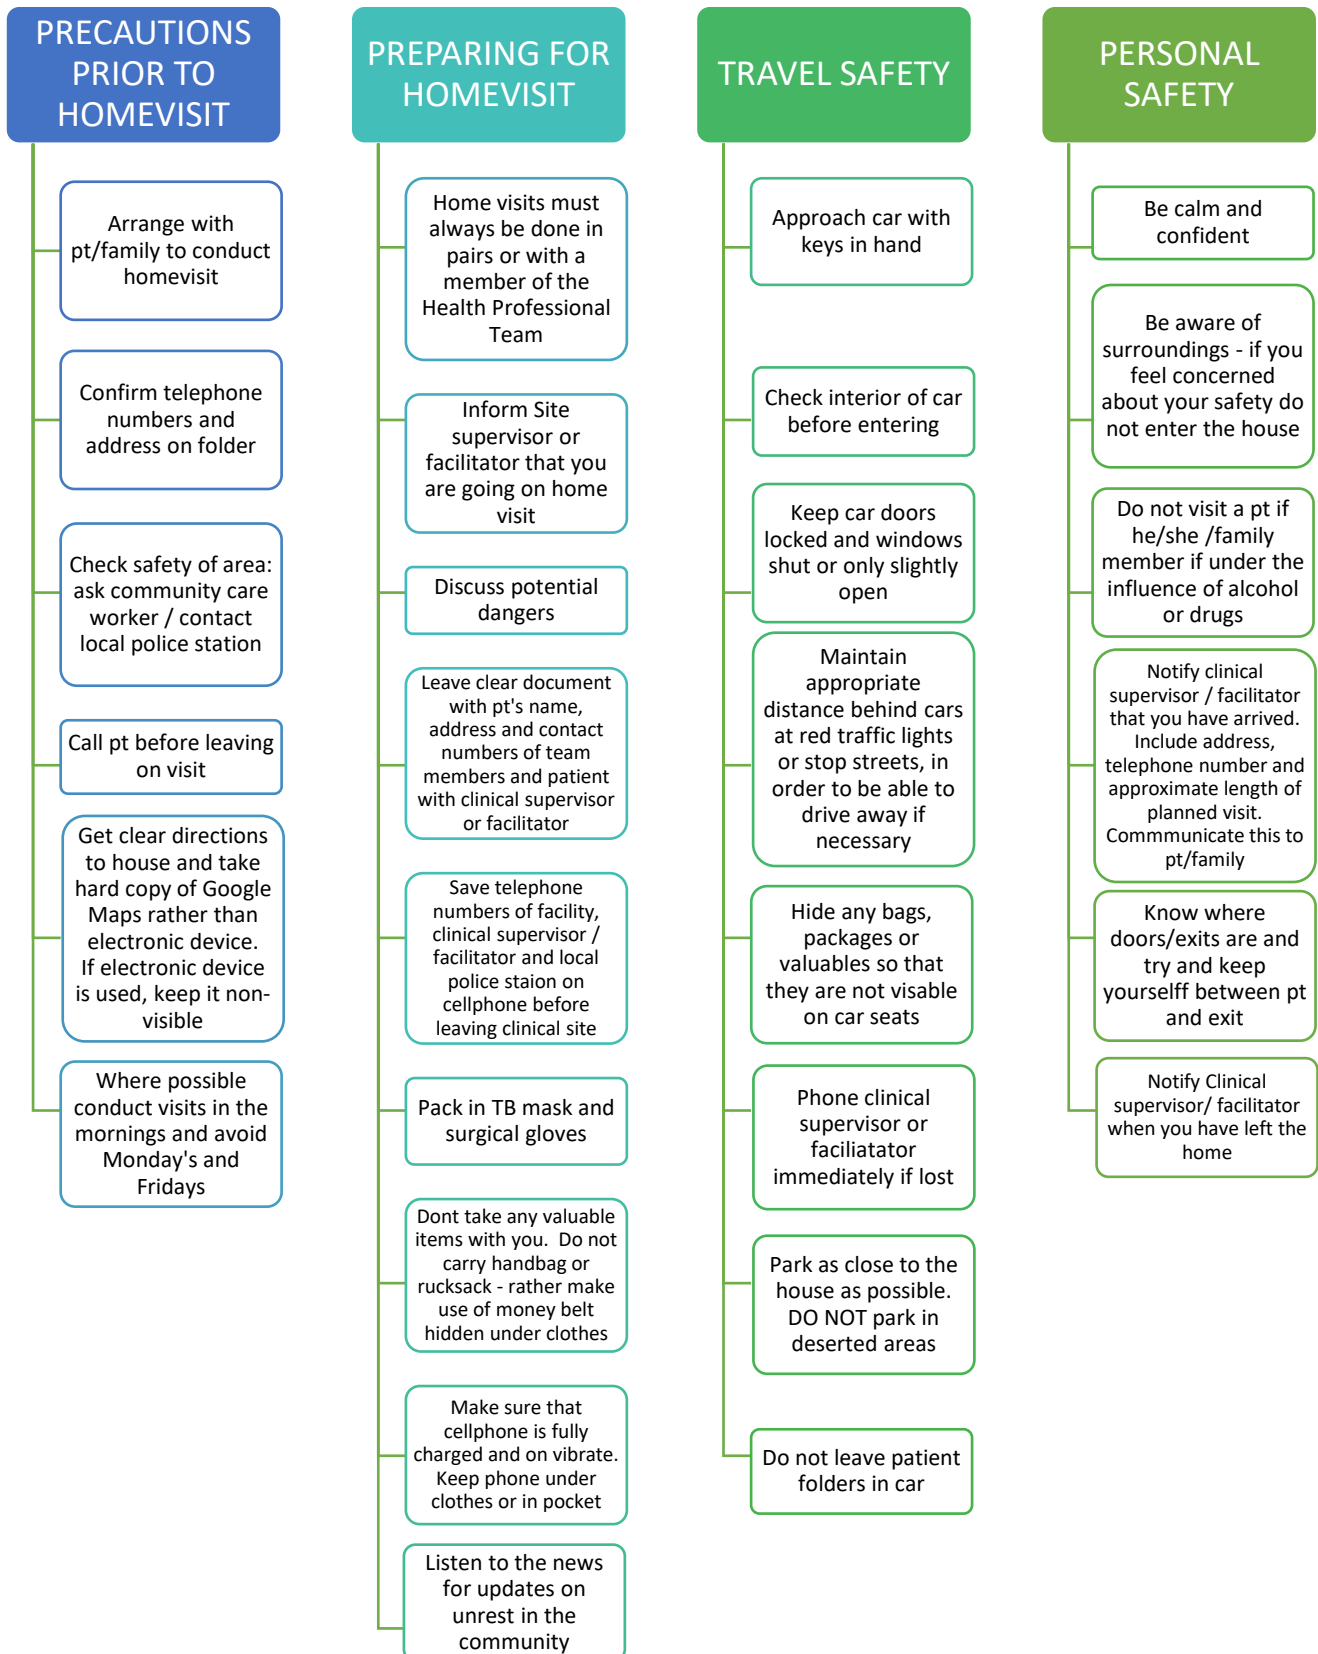 PRECAUTIONS
PRIOR TO
HOMEVISIT
Arrange with
pt/family to conduct
homevisit
Confirm telephone
numbers and
address on folder
Check safety of area:
ask community care
worker / contact
local police station
Call pt before leaving
on visit
Get clear directions
to house and take
hard copy of Google
Maps rather than
electronic device.
If electronic device
is used, keep it non-
visible
Where possible
conduct visits in the
mornings and avoid
Monday's and
Fridays
PREPARING FOR
HOMEVISIT
Home visits must
always be done in
pairs or with a
member of the
Health Professional
Team
Inform Site
supervisor or
facilitator that you
are going on home
visit
Discuss potential
dangers
Leave clear document
with pt's name,
address and contact
numbers of team
members and patient
with clinical supervisor
or facilitator
Save telephone
numbers of facility,
clinical supervisor /
facilitator and local
police staion on
cellphone before
leaving clinical site
Pack in TB mask and
surgical gloves
Dont take any valuable
items with you.  Do not
carry handbag or
rucksack - rather make
use of money belt
hidden under clothes
Make sure that
cellphone is fully
charged and on vibrate.
Keep phone under
clothes or in pocket
Listen to the news
for updates on
unrest in the
community
TRAVEL SAFETY
Approach car with
keys in hand
Check interior of car
before entering
Keep car doors
locked and windows
shut or only slightly
open
Maintain
appropriate
distance behind cars
at red traffic lights
or stop streets, in
order to be able to
drive away if
necessary
Hide any bags,
packages or
valuables so that
they are not visable
on car seats
Phone clinical
supervisor or
faciliatator
immediately if lost
Park as close to the
house as possible.
DO NOT park in
deserted areas
Do not leave patient
folders in car
PERSONAL
SAFETY
Be calm and
confident
Be aware of
surroundings - if you
feel concerned
about your safety do
not enter the house
Do not visit a pt if
he/she /family
member if under the
influence of alcohol
or drugs
Notify clinical
supervisor / facilitator
that you have arrived.
Include address,
telephone number and
approximate length of
planned visit.
Commmunicate this to
pt/family
Know where
doors/exits are and
try and keep
yourselff between pt
and exit
Notify Clinical
supervisor/ facilitator
when you have left the
home